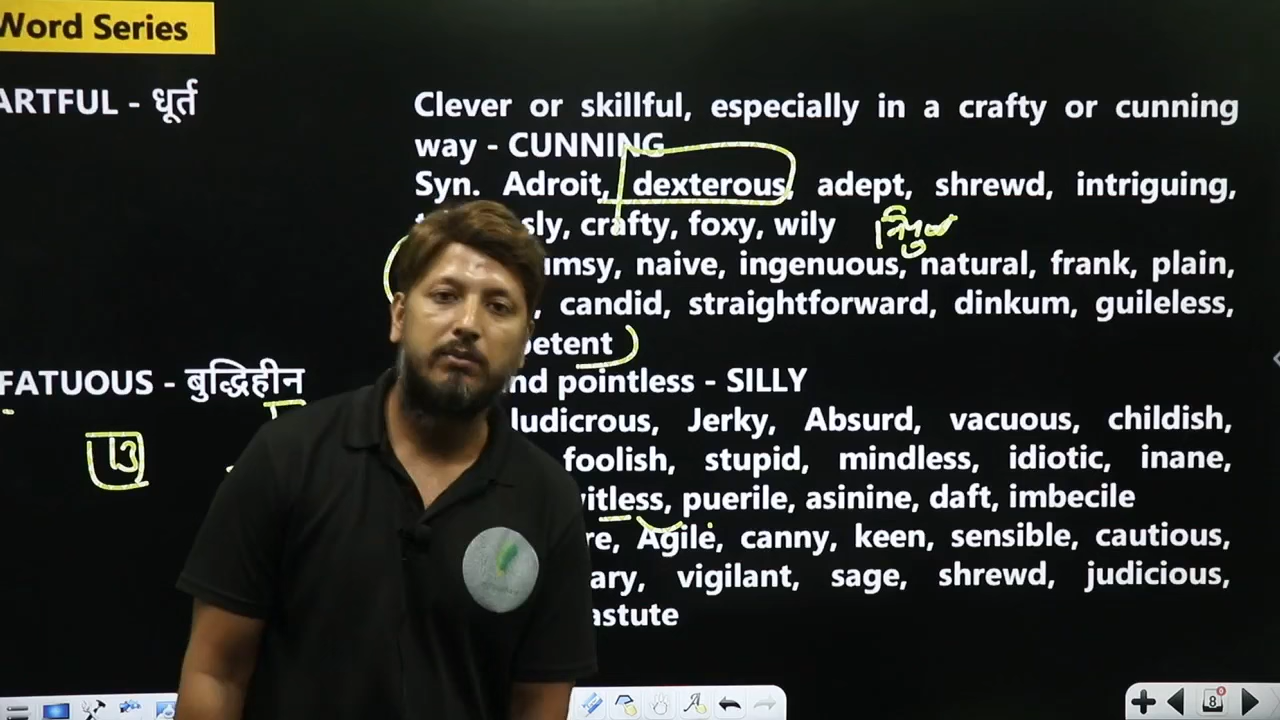 Word Series
ARTFUL - धूर्त
Clever or skillful, especially in a crafty or cunning
way - CUNNING
Syn. Adroit, dexterous, adept, shrewd, intriguing,
sly, crafty, foxy, wily
umsy, naive, ingenuous, natural, frank, plain,
candid, straightforward, dinkum, guileless,
petent
FATUOUS - बुद्धिहीन
nd pointless - SILLY
ludicrous, Jerky, Absurd, vacuous, childish,
foolish, stupid, mindless, idiotic, inane,
witless, puerile, asinine, daft, imbecile
re, Agile, canny, keen, sensible, cautious,
ary, vigilant, sage, shrewd, judicious,
astute
8